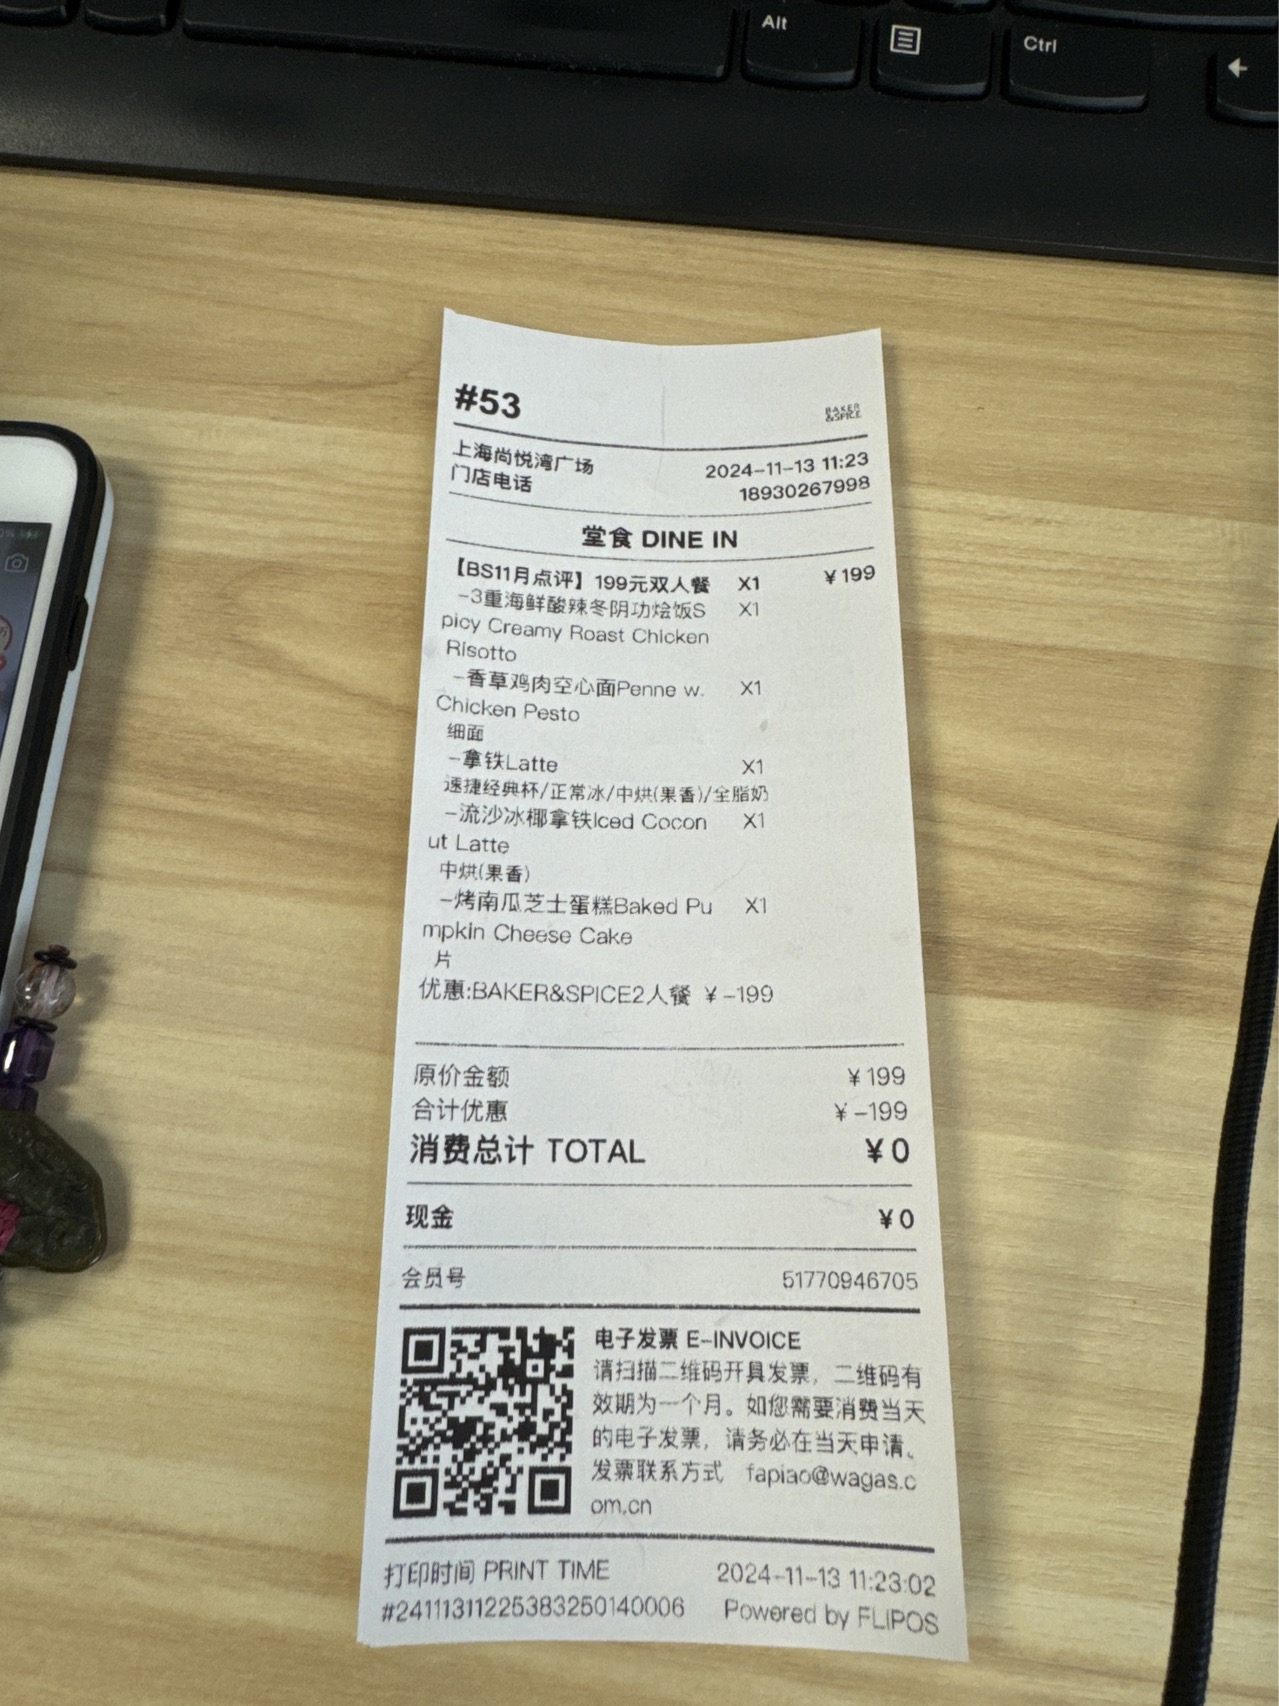 Alt
Ctrl
#53
BAKER
&SPICE
上海尚悦湾广场 2024-11-13 11:23
门店电话 18930267998
堂食 DINE IN
【BS11月点评】199元双人餐 X1 ¥199
-3重海鲜酸辣冬阴功烩饭S X1
picy Creamy Roast Chicken
Risotto
-香草鸡肉空心面Penne w. X1
Chicken Pesto
细面
-拿铁Latte X1
速捷经典杯/正常冰/中烘(果香)/全脂奶
-流沙冰椰拿铁Iced Cocon X1
ut Latte
中烘(果香)
-烤南瓜芝士蛋糕Baked Pu X1
mpkin Cheese Cake
片
优惠:BAKER&SPICE2人餐 ¥-199
原价金额 ¥199
合计优惠 ¥-199
消费总计 TOTAL ¥0
现金 ¥0
会员号 51770946705
电子发票 E-INVOICE
请扫描二维码开具发票，二维码有
效期为一个月。如您需要消费当天
的电子发票，请务必在当天申请、
发票联系方式 fapiao@wagas.c
om.cn
打印时间 PRINT TIME 2024-11-13 11:23:02
#241113112253832501​40006 Powered by FLIPOS